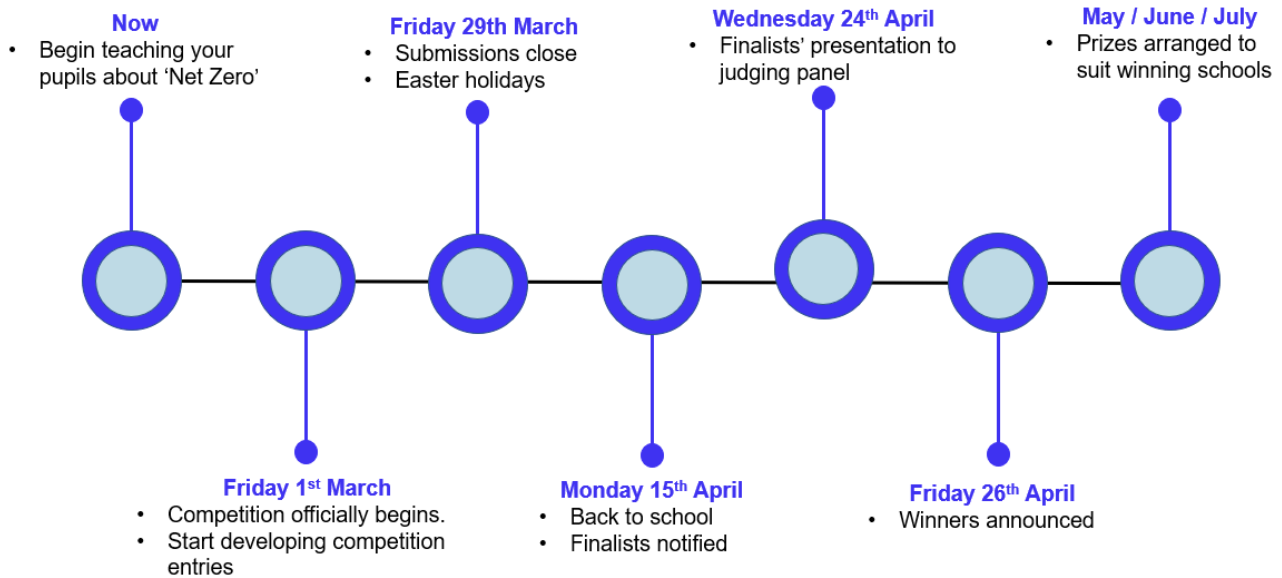 Now
• Begin teaching your
pupils about ‘Net Zero’
Friday 1st March
• Competition officially begins.
• Start developing competition
entries
Friday 29th March
• Submissions close
• Easter holidays
Monday 15th April
• Back to school
• Finalists notified
Wednesday 24th April
• Finalists’ presentation to
judging panel
Friday 26th April
• Winners announced
May / June / July
• Prizes arranged to
suit winning schools